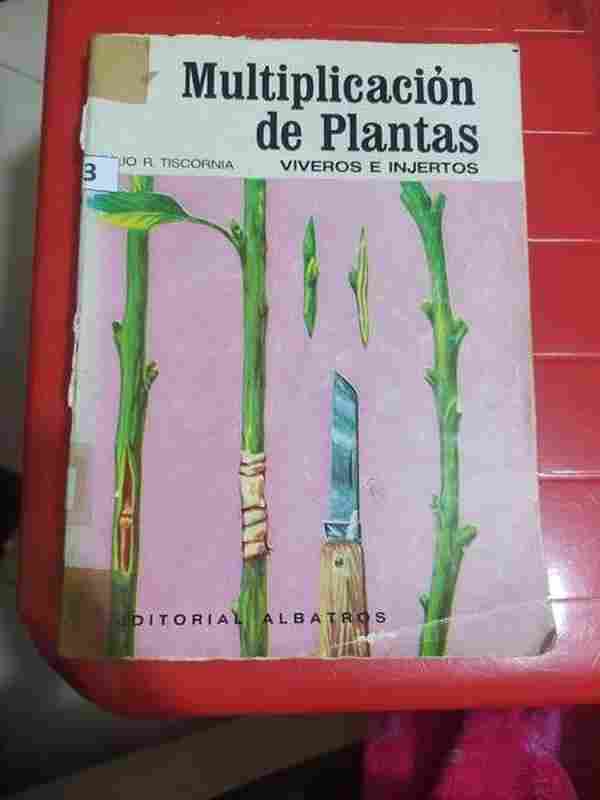 Multiplicación
de Plantas
R. TISCORNIA
VIVEROS E INJERTOS
3
EDITORIAL ALBATROS